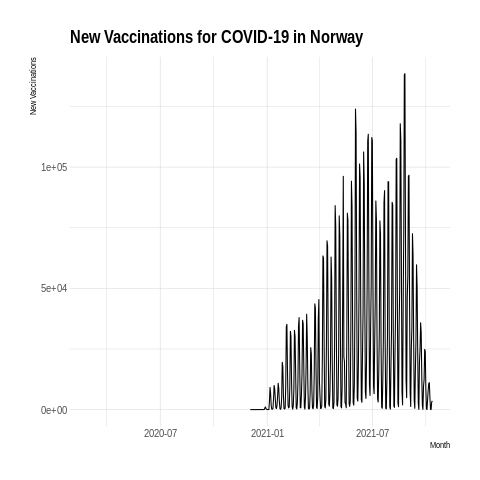 New Vaccinations for COVID-19 in Norway
New Vaccinations
1e+05
5e+04
0e+00
2020-07
2021-01
2021-07
Month